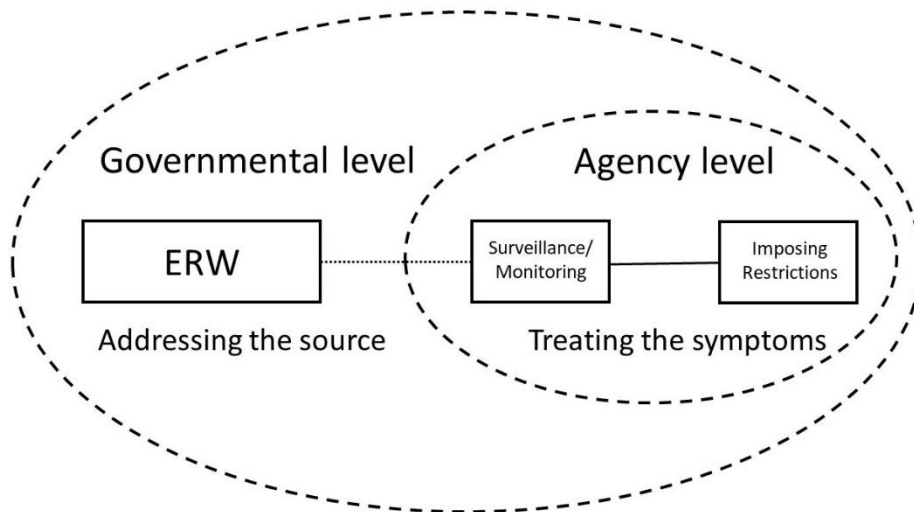 Governmental level
Agency level
ERW
Surveillance/
Monitoring
Imposing
Restrictions
Addressing the source
Treating the symptoms